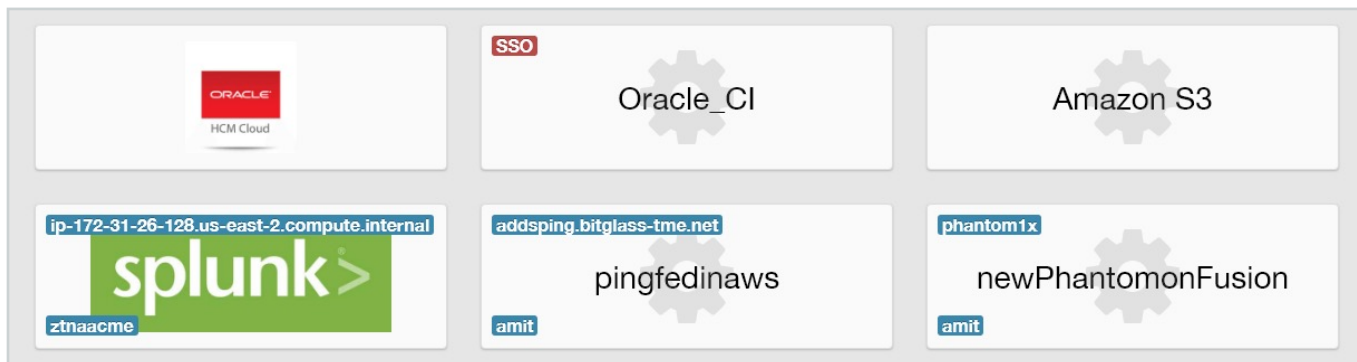 ORACLE
HCM Cloud
SSO
Oracle_CI
Amazon S3
ip-172-31-26-128.us-east-2.compute.internal
splunk>
ztnaacme
addsping.bitglass-tme.net
pingfedinaws
amit
phantom1x
newPhantomonFusion
amit